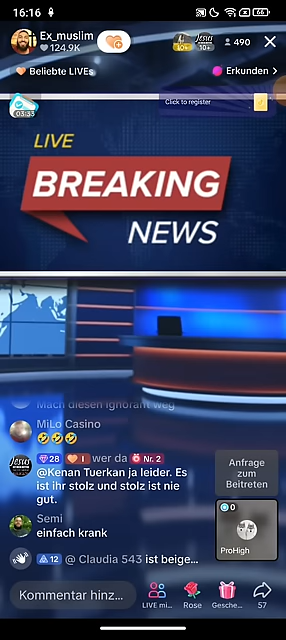 16:16
66
Ex_muslim
124.9K
10+
490
Beliebte LIVEs
Erkunden >
Click to register
03:33
LIVE
BREAKING
NEWS
Mach diesen Ignorant weg
MiLo Casino
🤣🤣🤣
28 I wer da Nr. 2
@Kenan Tuerkan ja leider. Es
ist ihr stolz und stolz ist nie
gut.
Semi
einfach krank
12 @ Claudia 543 ist beige...
Anfrage
zum
Beitreten
0
ProHigh
Kommentar hinz...
LIVE mi...
Rose
Gesche...
57